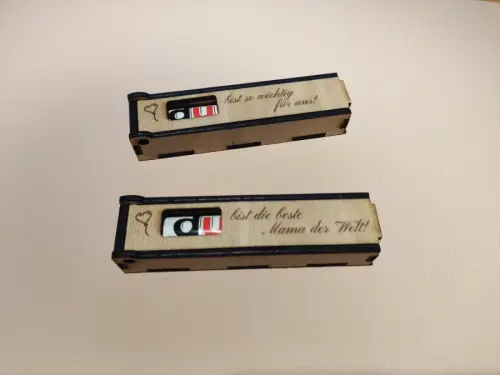 bist so wichtig
für uns!
bist die beste
Mama der Welt!